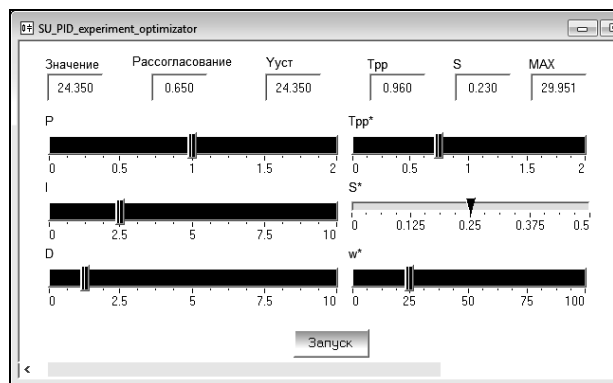 SU_PID_experiment_optimizator
Значение Рассогласование Yуст Tpp S MAX
24.350 0.650 24.350 0.960 0.230 29.951
P Tpp*
0 0.5 1 1.5 2 0 0.5 1 1.5 2
I S*
0 2.5 5 7.5 10 0 0.125 0.25 0.375 0.5
D w*
0 2.5 5 7.5 10 0 25 50 75 100
Запуск